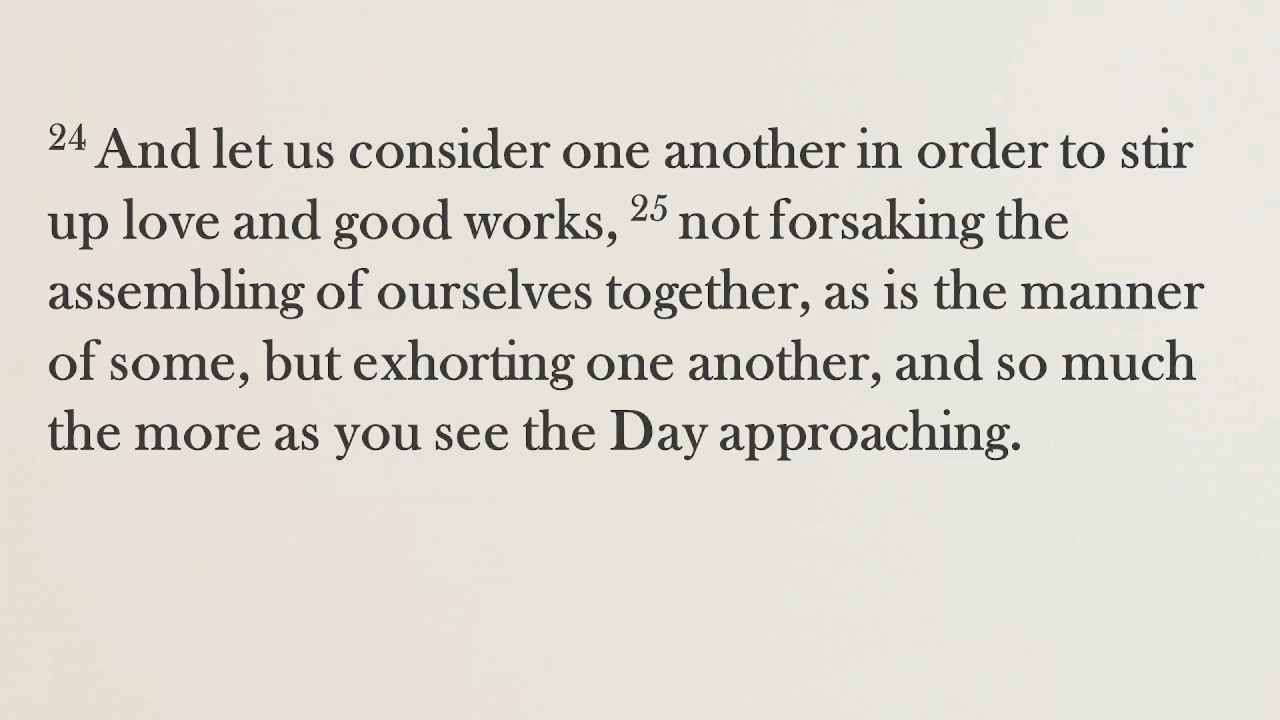 24 And let us consider one another in order to stir
up love and good works, 25 not forsaking the
assembling of ourselves together, as is the manner
of some, but exhorting one another, and so much
the more as you see the Day approaching.